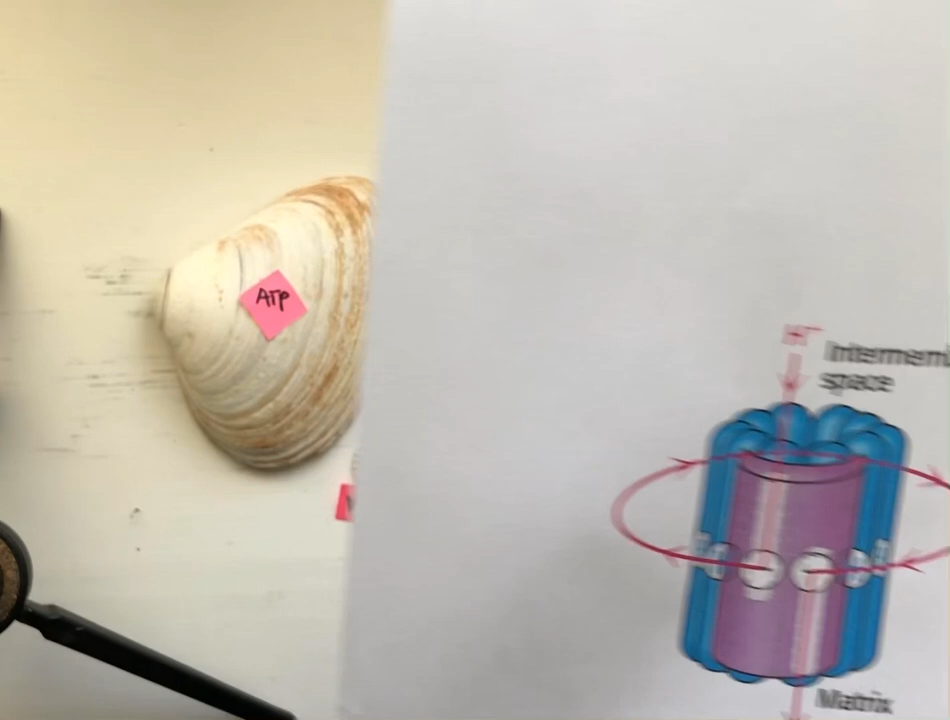 ATP
H⁺
Intermem
space
Matrix